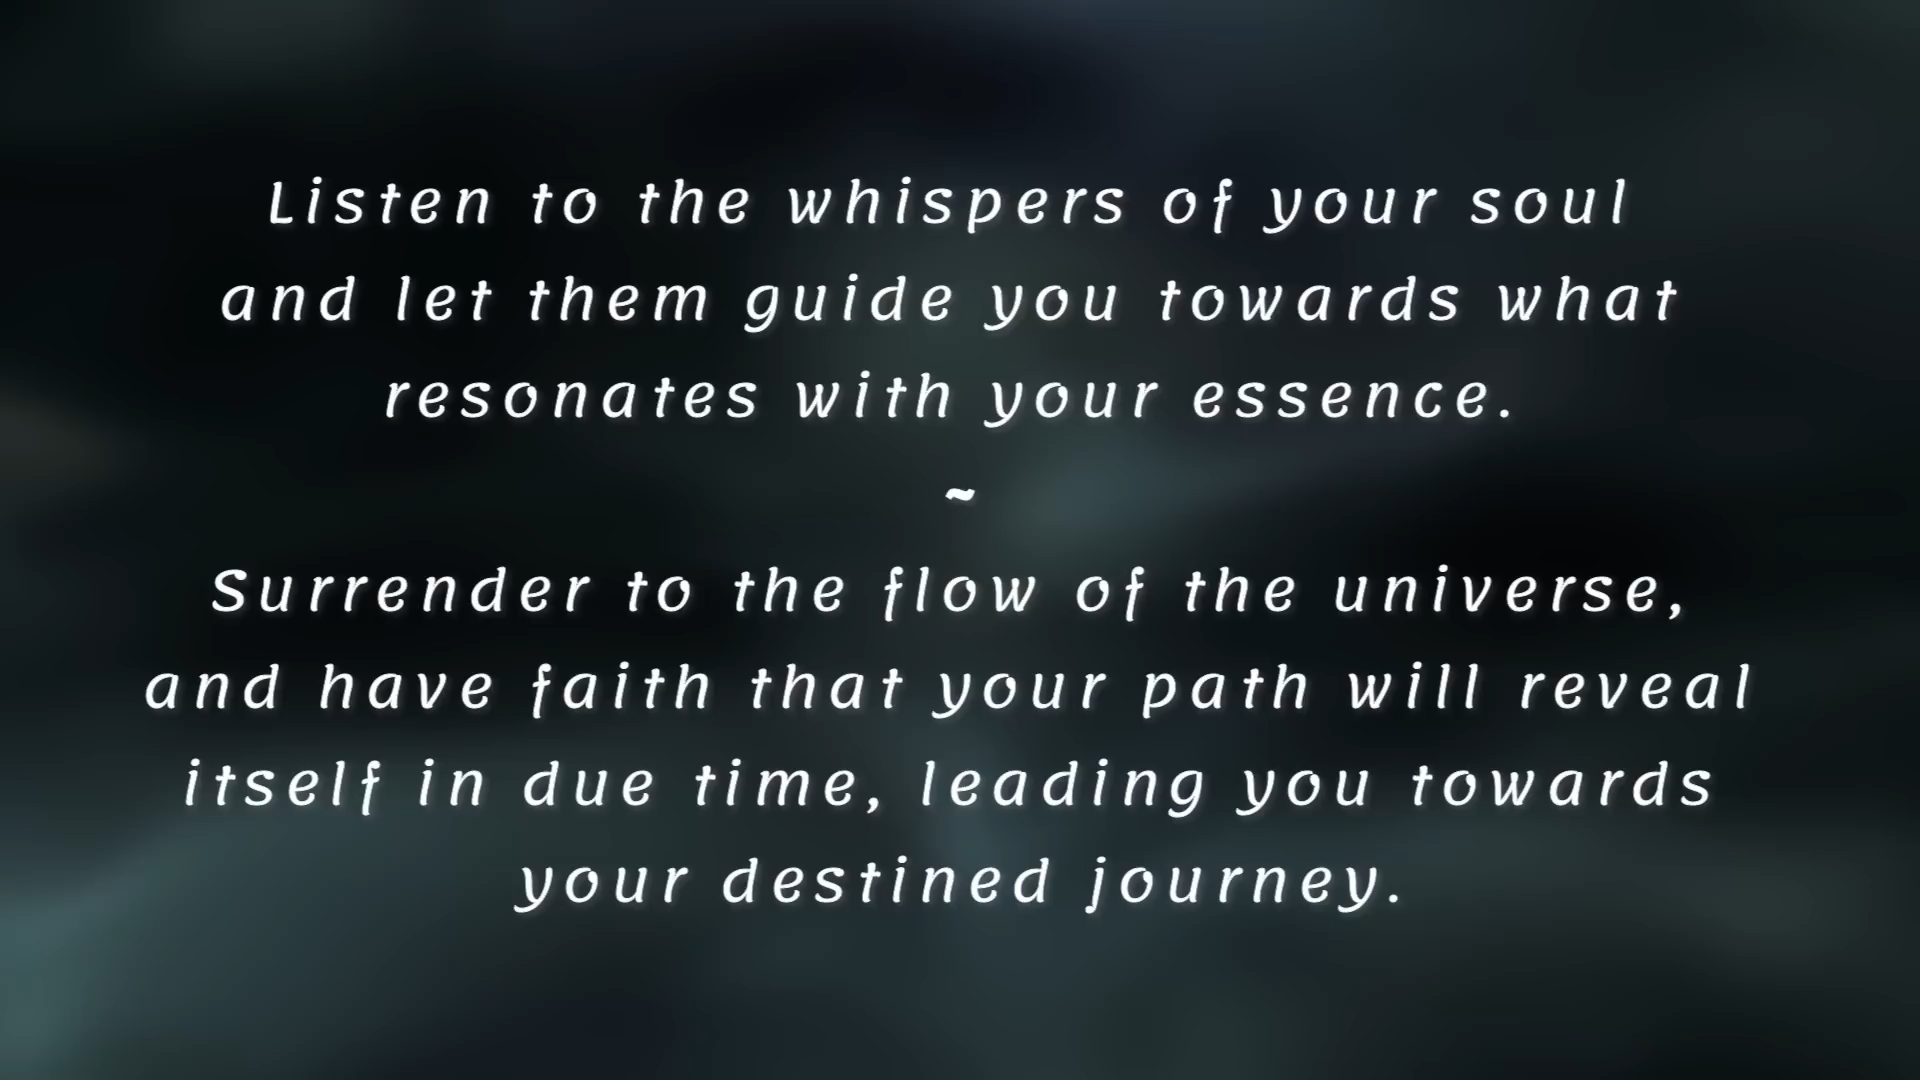 Listen to the whispers of your soul
and let them guide you towards what
resonates with your essence.
~
Surrender to the flow of the universe,
and have faith that your path will reveal
itself in due time, leading you towards
your destined journey.